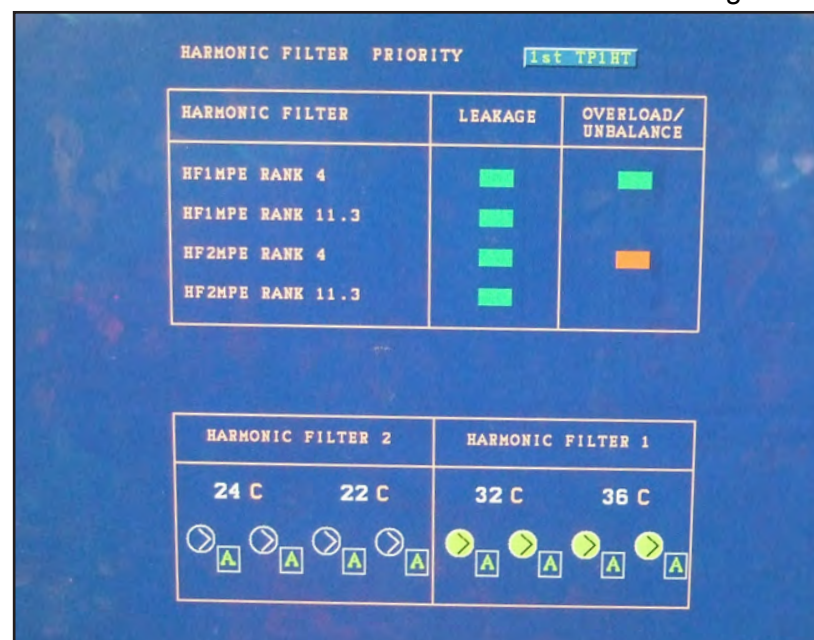 HARMONIC FILTER PRIORITY 1st TP1HT
HARMONIC FILTER LEAKAGE OVERLOAD/
UNBALANCE
HF1MPE RANK 4
HF1MPE RANK 11.3
HF2MPE RANK 4
HF2MPE RANK 11.3
HARMONIC FILTER 2 HARMONIC FILTER 1
24 C 22 C 32 C 36 C
A A A A A A A A